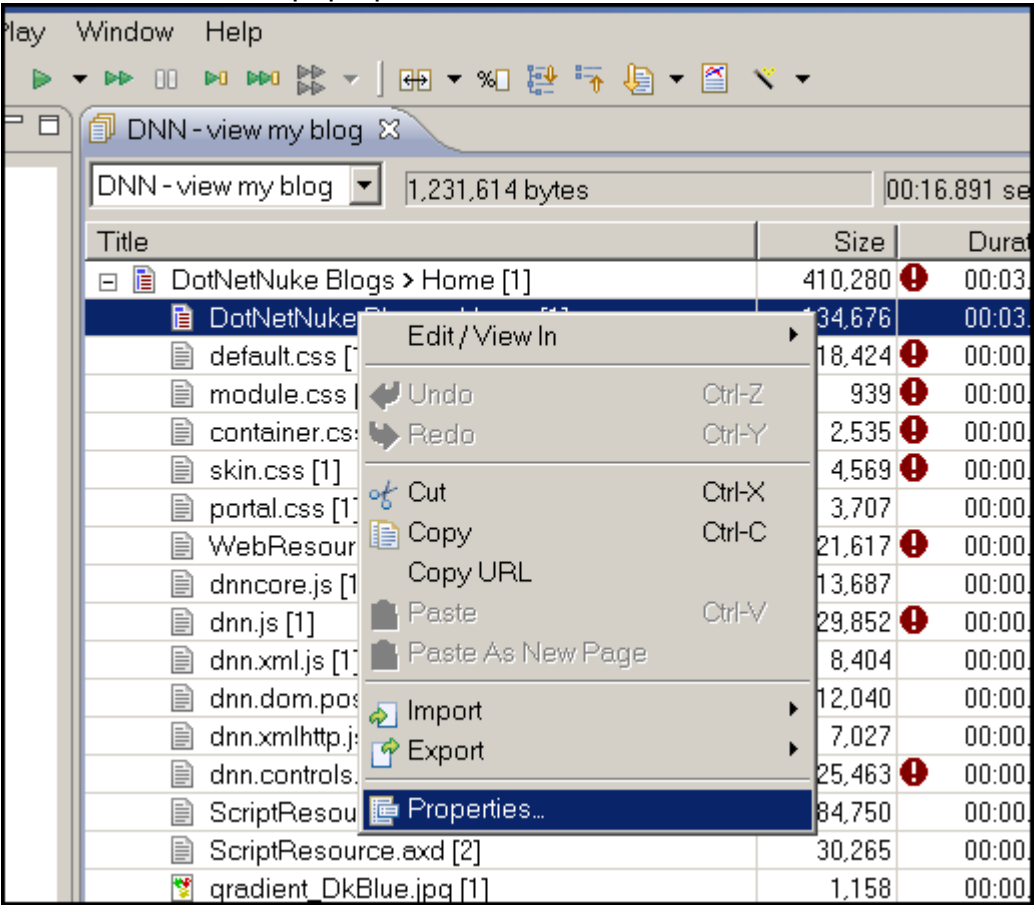 Play Window Help
DNN - view my blog
DNN - view my blog 1,231,614 bytes 00:16.891 se
Title Size Durat
DotNetNuke Blogs > Home [1] 410,280 00:03.
DotNetNuke 134,676 00:03.
default.css [1 18,424 00:00.
module.css [ 939 00:00.
container.css 2,535 00:00.
skin.css [1] 4,569 00:00.
portal.css [1] 3,707 00:00.
WebResour 21,617 00:00.
dnncore.js [1 13,687 00:00.
dnn.js [1] 29,852 00:00.
dnn.xml.js [1] 8,404 00:00.
dnn.dom.pos 12,040 00:00.
dnn.xmlhttp.js 7,027 00:00.
dnn.controls. 25,463 00:00.
ScriptResou 84,750 00:00.
ScriptResource.axd [2] 30,265 00:00.
gradient_DkBlue.jpg [1] 1,158 00:00.
Edit / View In
Undo Ctrl-Z
Redo Ctrl-Y
Cut Ctrl-X
Copy Ctrl-C
Copy URL
Paste Ctrl-V
Paste As New Page
Import
Export
Properties...